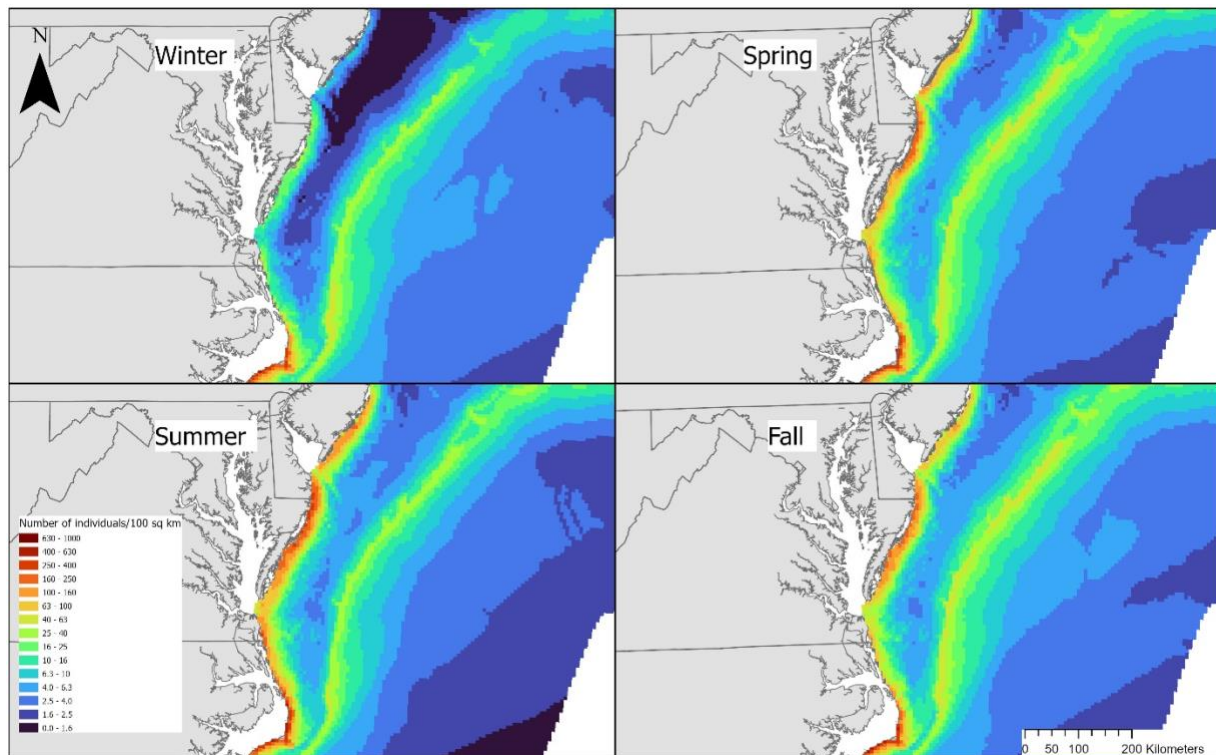 N
Winter
Spring
Summer
Fall
Number of individuals/100 sq km
630 - 1000
400 - 630
250 - 400
160 - 250
100 - 160
63 - 100
40 - 63
25 - 40
16 - 25
10 - 16
6.3 - 10
4.0 - 6.3
2.5 - 4.0
1.6 - 2.5
0.0 - 1.6
0 50 100 200 Kilometers